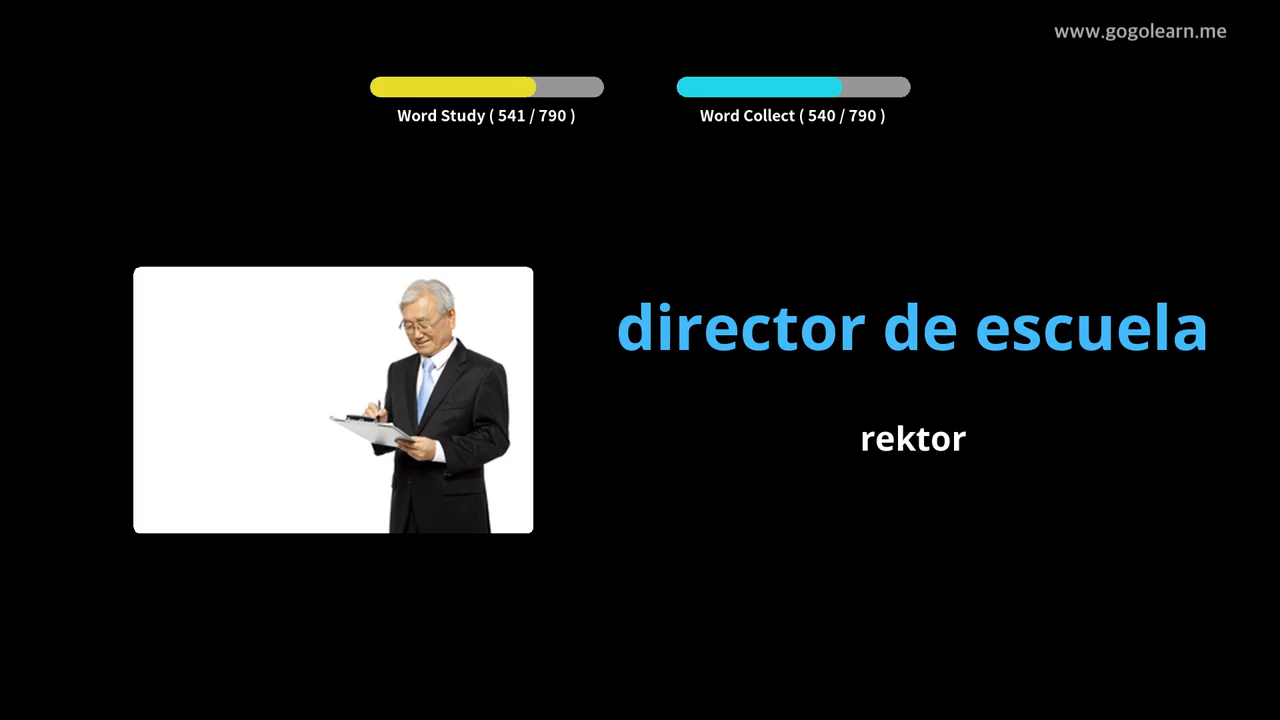 www.gogolearn.me
Word Study ( 541 / 790 )
Word Collect ( 540 / 790 )
director de escuela
rektor